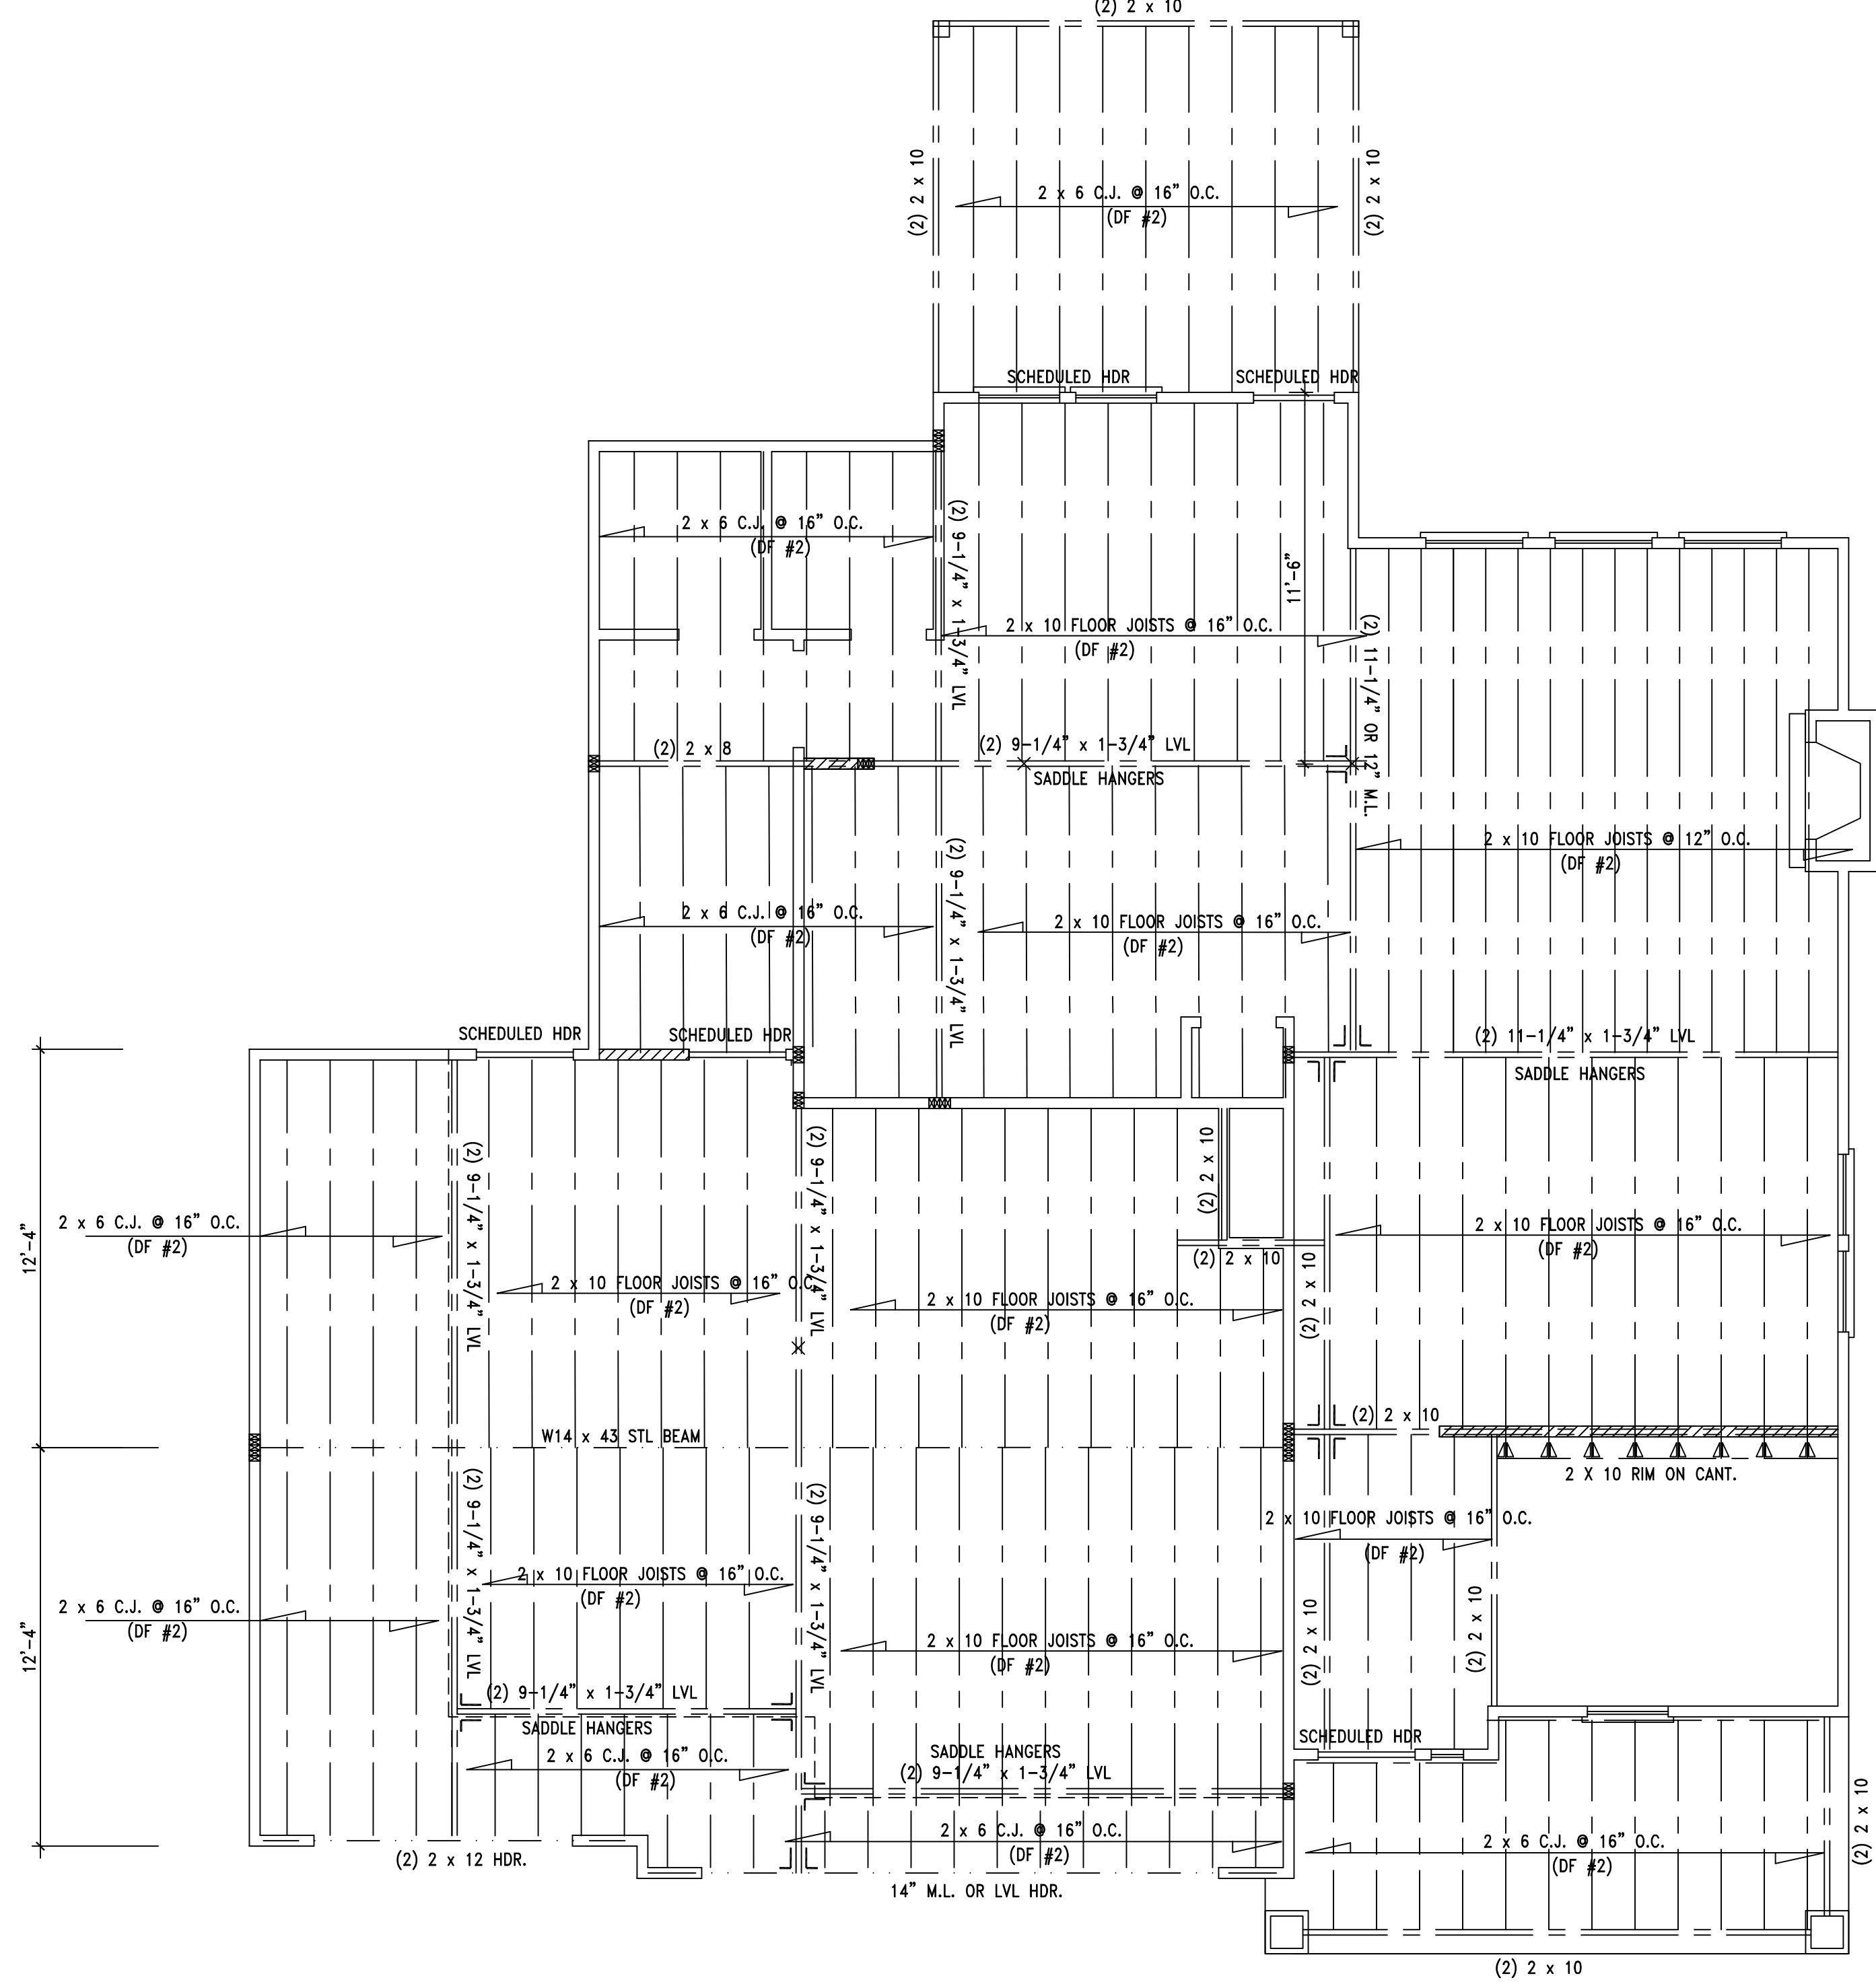 (2) 2 x 10
(2) 2 x 10
(2) 2 x 10
2 x 6 C.J. @ 16" O.C.
(DF #2)
SCHEDULED HDR
SCHEDULED HDR
2 x 6 C.J. @ 16" O.C.
(DF #2)
(2) 9-1/4" x 1-3/4" LVL
11'-9"
2 x 10 FLOOR JOISTS @ 16" O.C.
(DF #2)
(2) 11-1/4" OR 12" M.L.
(2) 2 x 8
(2) 9-1/4" x 1-3/4" LVL
SADDLE HANGERS
2 x 10 FLOOR JOISTS @ 12" O.C.
(DF #2)
(2) 9-1/4" x 1-3/4" LVL
2 x 6 C.J. @ 16" O.C.
(DF #2)
2 x 10 FLOOR JOISTS @ 16" O.C.
(DF #2)
SCHEDULED HDR
SCHEDULED HDR
(2) 11-1/4" x 1-3/4" LVL
SADDLE HANGERS
12'-4"
2 x 6 C.J. @ 16" O.C.
(DF #2)
(2) 9-1/4" x 1-3/4" LVL
2 x 10 FLOOR JOISTS @ 16" O.C.
(DF #2)
(2) 9-1/4" x 1-3/4" LVL
(2) 2 x 10
(2) 2 x 10
(2) 2 x 10
2 x 10 FLOOR JOISTS @ 16" O.C.
(DF #2)
2 x 10 FLOOR JOISTS @ 16" O.C.
(DF #2)
W14 x 43 STL BEAM
(2) 2 x 10
2 X 10 RIM ON CANT.
12'-4"
2 x 6 C.J. @ 16" O.C.
(DF #2)
(2) 9-1/4" x 1-3/4" LVL
2 x 10 FLOOR JOISTS @ 16" O.C.
(DF #2)
(2) 9-1/4" x 1-3/4" LVL
2 x 10 FLOOR JOISTS @ 16" O.C.
(DF #2)
2 x 10 FLOOR JOISTS @ 16" O.C.
(DF #2)
(2) 2 x 10
(2) 2 x 10
(2) 9-1/4" x 1-3/4" LVL
SADDLE HANGERS
2 x 6 C.J. @ 16" O.C.
(DF #2)
SADDLE HANGERS
(2) 9-1/4" x 1-3/4" LVL
SCHEDULED HDR
2 x 6 C.J. @ 16" O.C.
(DF #2)
2 x 6 C.J. @ 16" O.C.
(DF #2)
(2) 2 x 10
(2) 2 x 12 HDR.
14" M.L. OR LVL HDR.
(2) 2 x 10